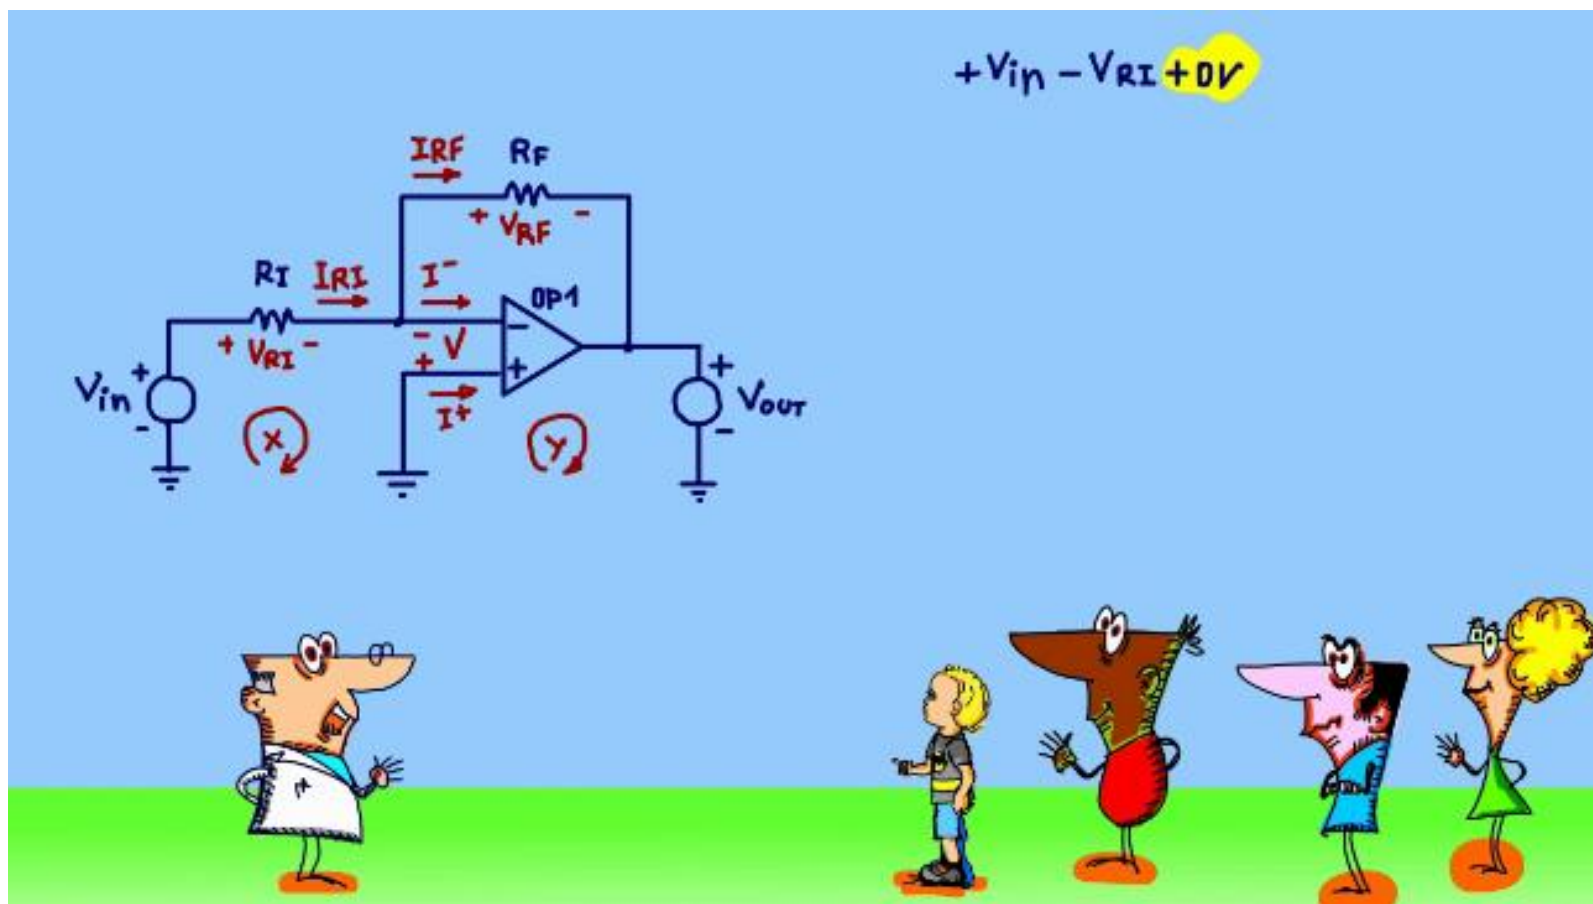 +Vin - VRI +0V
IRF
RF
+ VRF -
RI
IRI
I-
OP1
-
+ VRI -
- V
+
+
Vin
+
-
I+
+
VOUT
-
X
Y